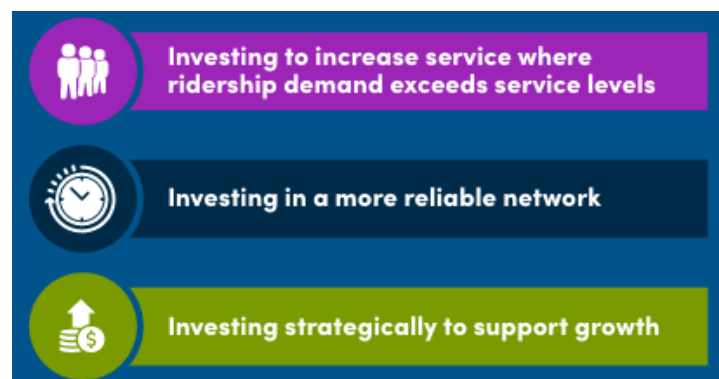 Investing to increase service where
ridership demand exceeds service levels
Investing in a more reliable network
Investing strategically to support growth
$